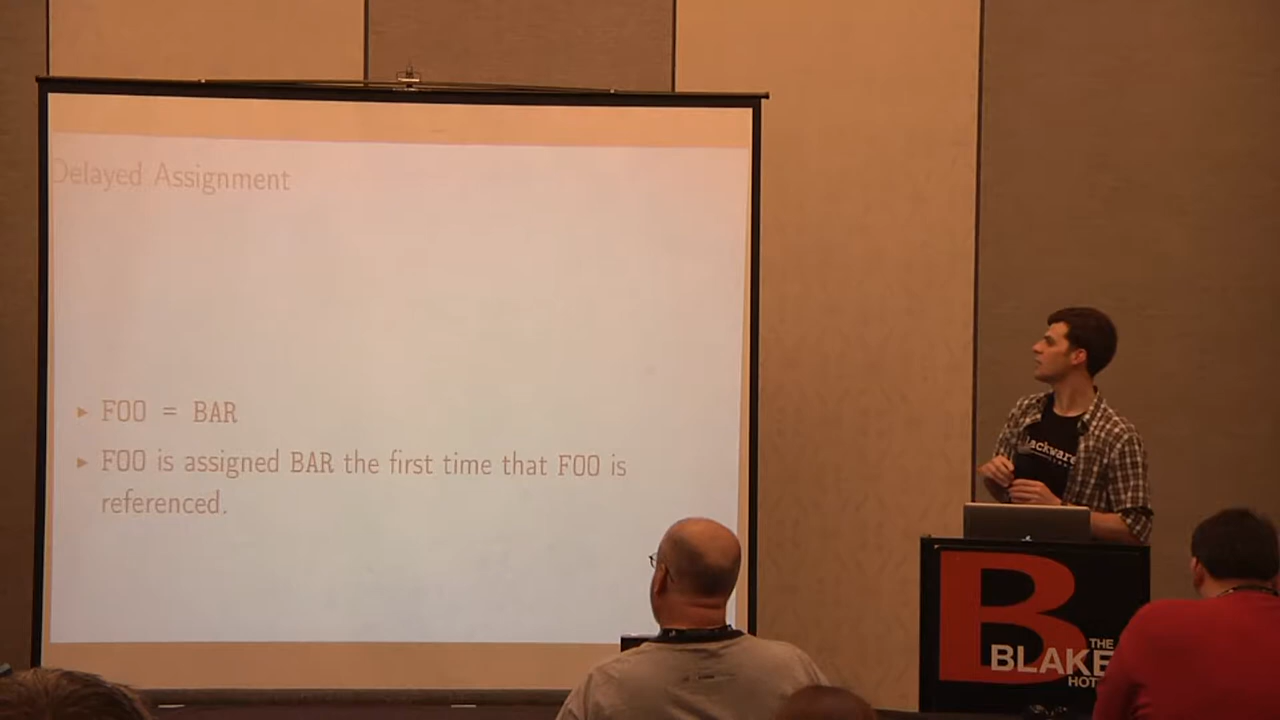 Delayed Assignment
▸ FOO = BAR
▸ FOO is assigned BAR the first time that FOO is
referenced.
lackware
B
THE
BLAKE
HOT